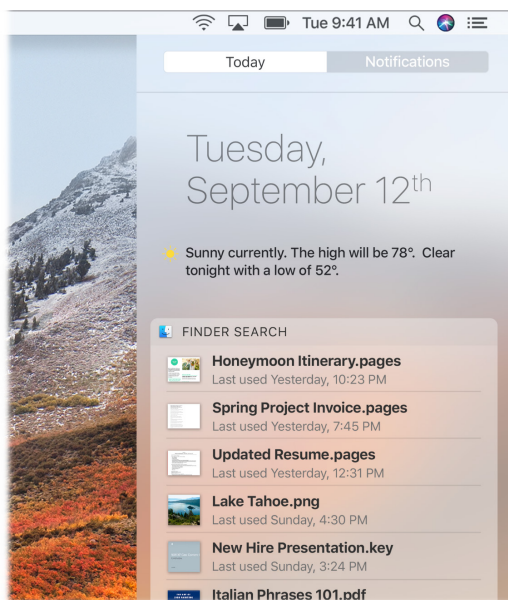 Tue 9:41 AM
Today
Notifications
Tuesday,
September 12th
Sunny currently. The high will be 78°. Clear
tonight with a low of 52°.
FINDER SEARCH
Honeymoon Itinerary.pages
Last used Yesterday, 10:23 PM
Spring Project Invoice.pages
Last used Yesterday, 7:45 PM
Updated Resume.pages
Last used Yesterday, 12:31 PM
Lake Tahoe.png
Last used Sunday, 4:30 PM
New Hire Presentation.key
Last used Sunday, 3:24 PM
Italian Phrases 101.pdf